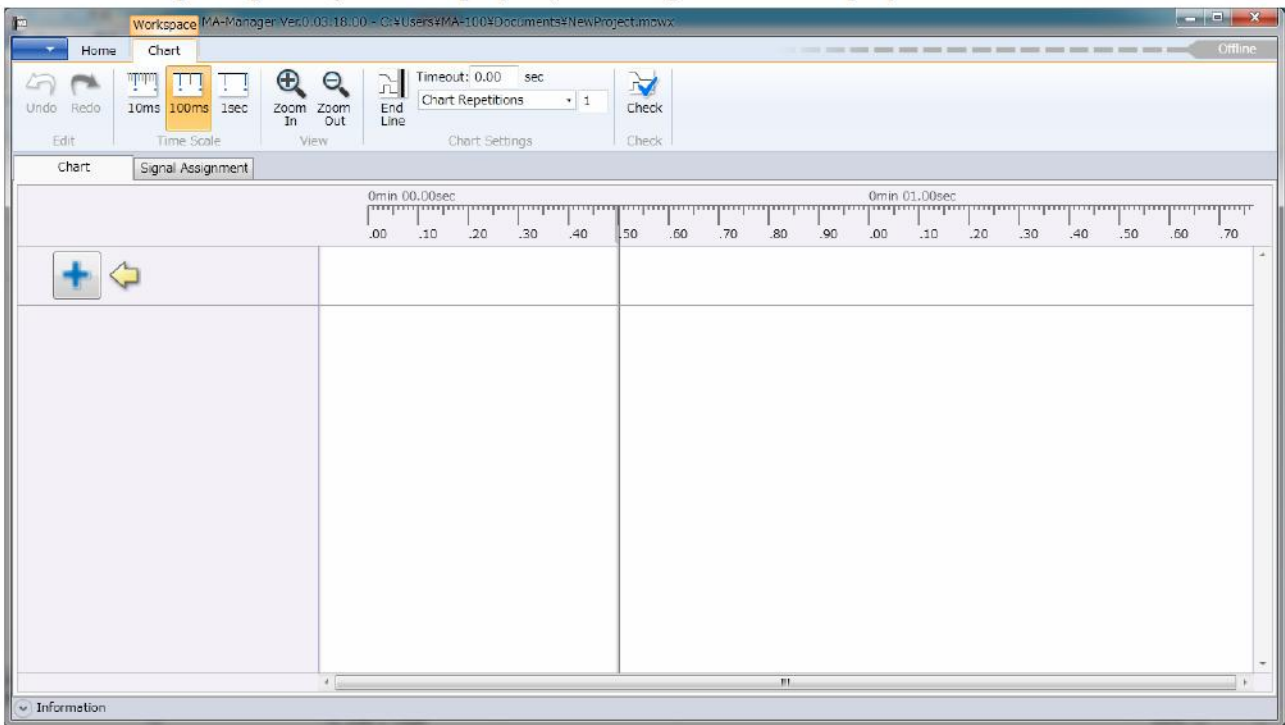 Workspace MA-Manager Ver.0.03.18.00 - C:¥Users¥MA-100¥Documents¥NewProject.mowx
Home Chart Offline
Undo Redo 10ms 100ms 1sec Zoom In Zoom Out End Line Timeout: 0.00 sec
Chart Repetitions 1 Check
Edit Time Scale View Chart Settings Check
Chart Signal Assignment
0min 00.00sec 0min 01.00sec
.00 .10 .20 .30 .40 .50 .60 .70 .80 .90 .00 .10 .20 .30 .40 .50 .60 .70
Information